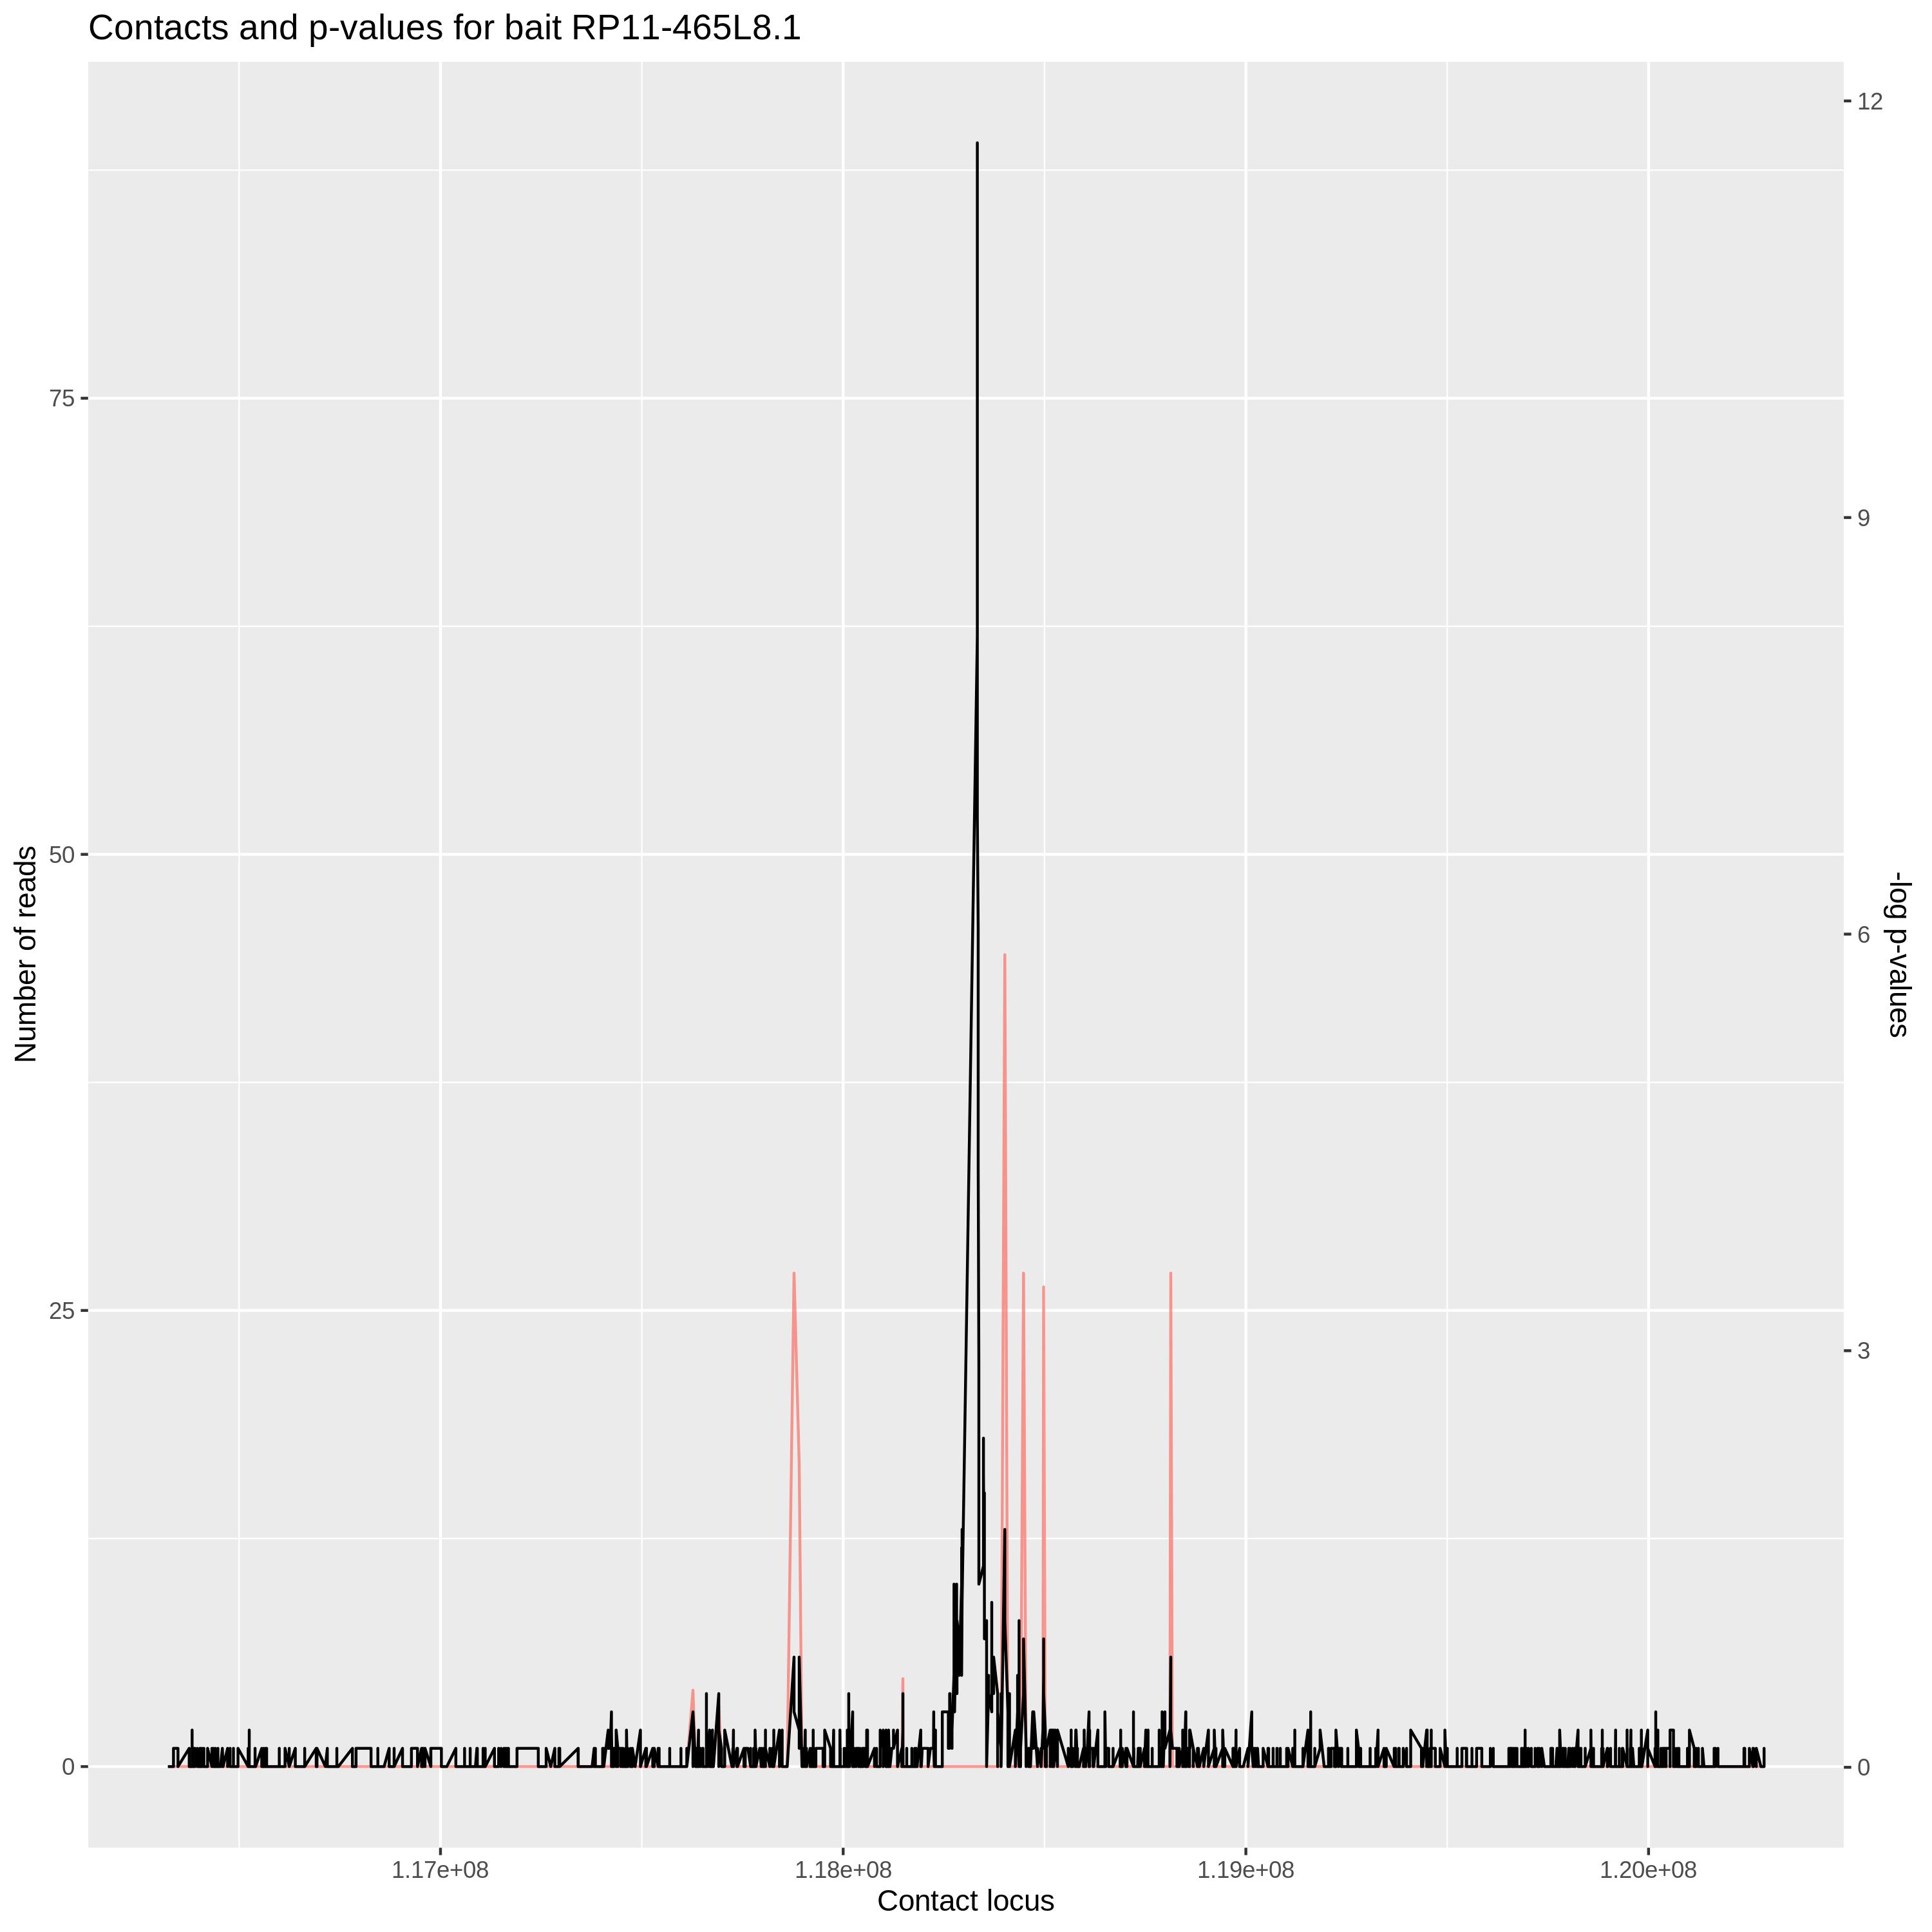 Contacts and p-values for bait RP11-465L8.1
Number of reads
75
50
25
0
12
9
6
3
0
-log p-values
1.17e+08
1.18e+08
1.19e+08
1.20e+08
Contact locus